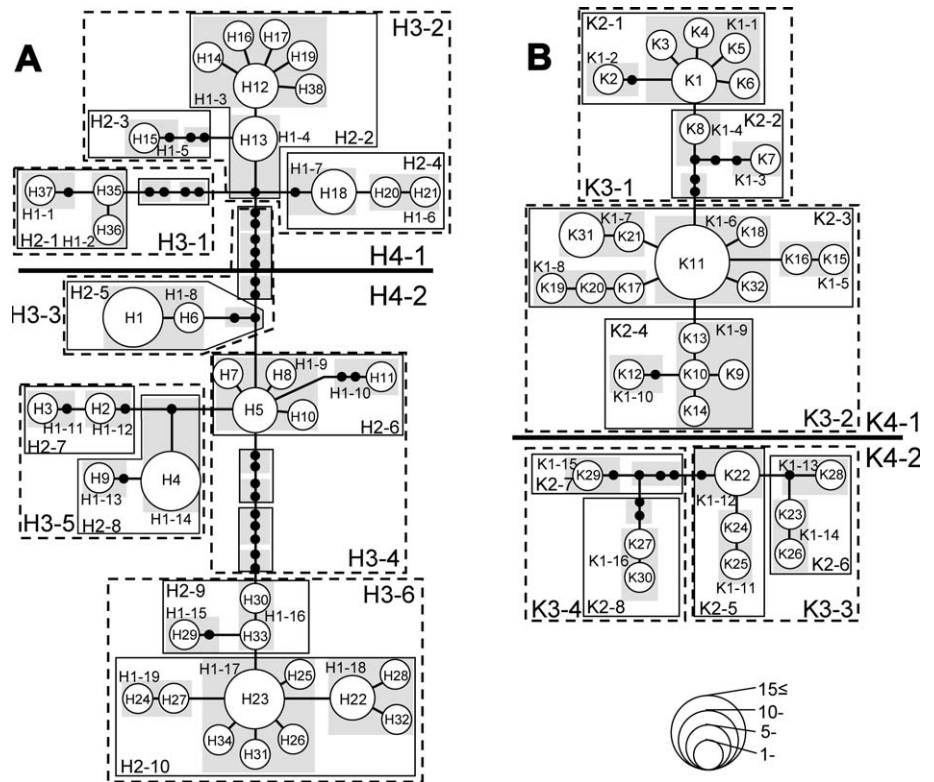 A
H3-2
H16
H17
H14
H19
H12
H38
H1-3
H2-3
H13
H1-4
H15
H1-5
H2-2
H1-7
H2-4
H18
H20
H21
H1-6
H37
H35
H1-1
H36
H2-1
H1-2
H3-1
H4-1
H4-2
H3-3
H2-5
H1-8
H1
H6
H7
H8
H1-9
H11
H1-10
H5
H10
H2-6
H3
H2
H1-11
H1-12
H2-7
H9
H4
H1-13
H1-14
H3-5
H2-8
H3-4
H3-6
H2-9
H30
H1-15
H1-16
H29
H33
H1-17
H1-18
H25
H28
H1-19
H24
H27
H23
H22
H32
H34
H31
H26
H2-10
B
K2-1
K4
K1-1
K3
K5
K1-2
K2
K1
K6
K8
K1-4
K2-2
K7
K1-3
K3-1
K1-7
K1-6
K2-3
K31
K21
K18
K11
K16
K15
K1-8
K1-5
K19
K20
K17
K32
K2-4
K1-9
K13
K12
K10
K9
K1-10
K14
K3-2
K4-1
K4-2
K1-15
K29
K2-7
K1-12
K22
K1-13
K28
K23
K24
K1-14
K27
K26
K1-16
K25
K2-6
K30
K1-11
K3-4
K2-8
K2-5
K3-3
15≤
10-
5-
1-